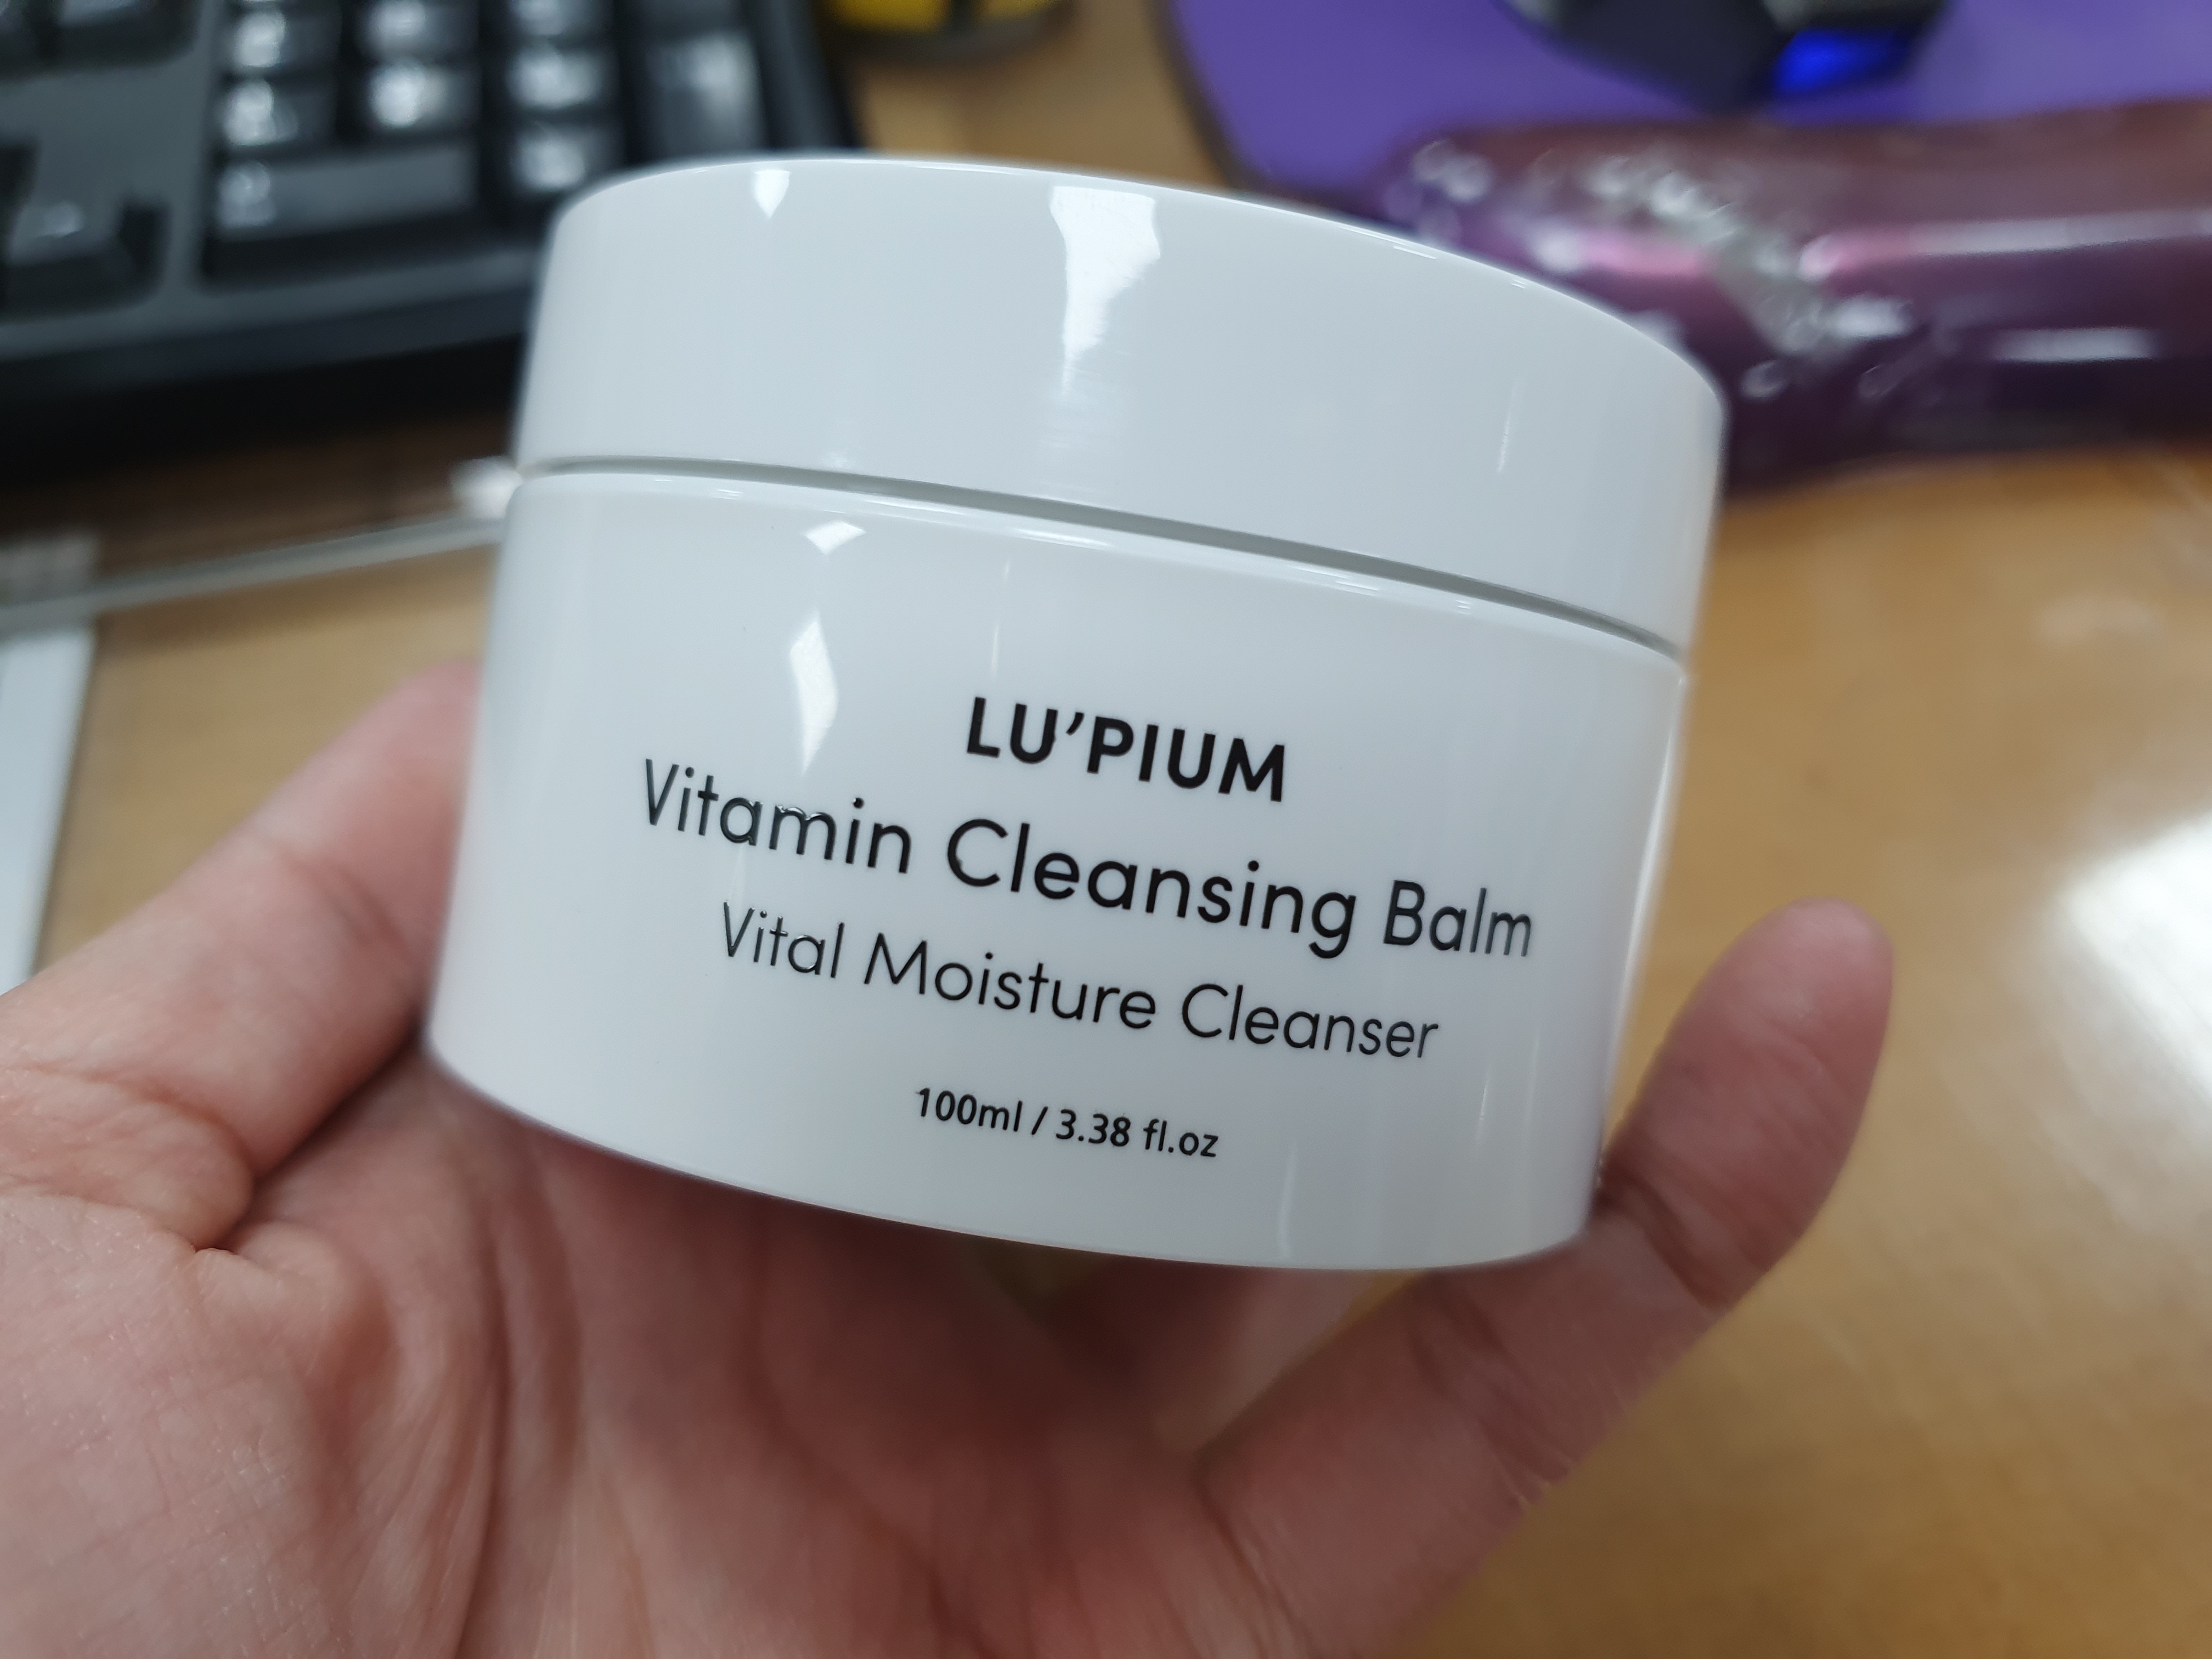 LU'PIUM
Vitamin Cleansing Balm
Vital Moisture Cleanser
100ml / 3.38 fl.oz